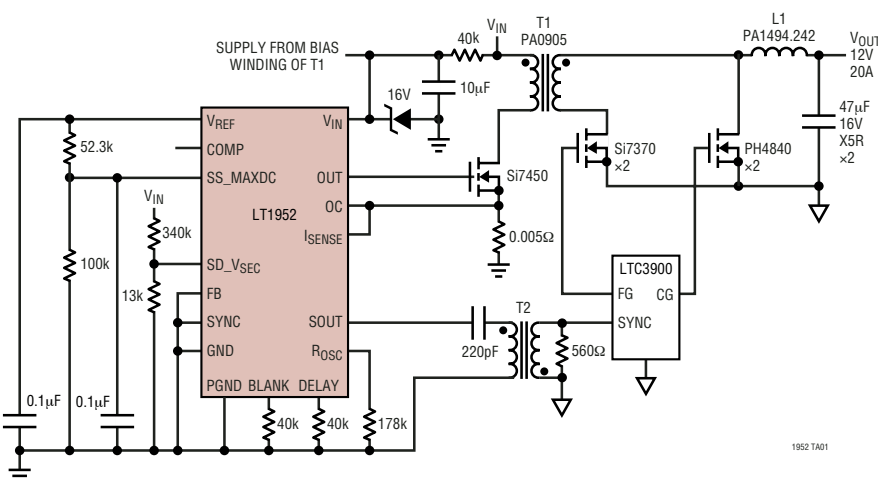 V_IN
T1
PA0905
L1
PA1494.242
V_OUT
12V
20A
SUPPLY FROM BIAS
WINDING OF T1
40k
10µF
16V
47µF
16V
X5R
×2
V_REF
V_IN
52.3k
COMP
Si7370
×2
PH4840
×2
SS_MAXDC
OUT
Si7450
V_IN
LT1952
OC
340k
I_SENSE
0.005Ω
100k
SD_V_SEC
LTC3900
13k
FB
FG
CG
T2
SYNC
SOUT
SYNC
220pF
560Ω
GND
R_OSC
PGND
BLANK
DELAY
0.1µF
0.1µF
40k
40k
178k
1952 TA01